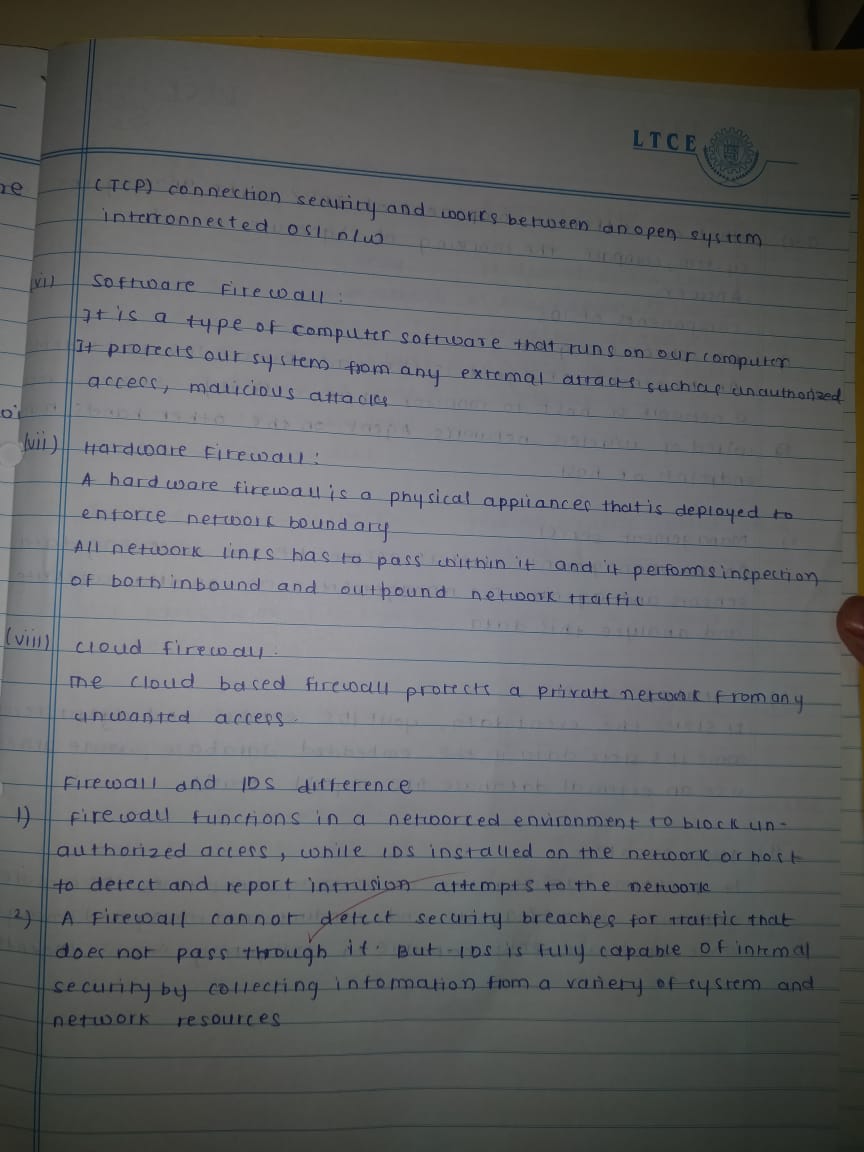 LTCE
(TCP) connection security and works between an open system
interconnected OSI n/w
(vi) Software Firewall:
It is a type of computer software that runs on our computer
It protects our system from any external attacks such as unauthorized
access, malicious attacks
(vii) Hardware Firewall:
A hardware firewall is a physical appliances that is deployed to
enforce network boundary
All network links has to pass within it and it performs inspection
of both inbound and outbound network traffic
(viii) cloud firewall.
The cloud based firewall protects a private network from any
unwanted access.
Firewall and IDS difference
1) Firewall functions in a networked environment to block un-
authorized access, while IDS installed on the network or host
to detect and report intrusion attempts to the network
2) A Firewall cannot detect security breaches for traffic that
does not pass through it. But IDS is fully capable of internal
security by collecting information from a variety of system and
network resources